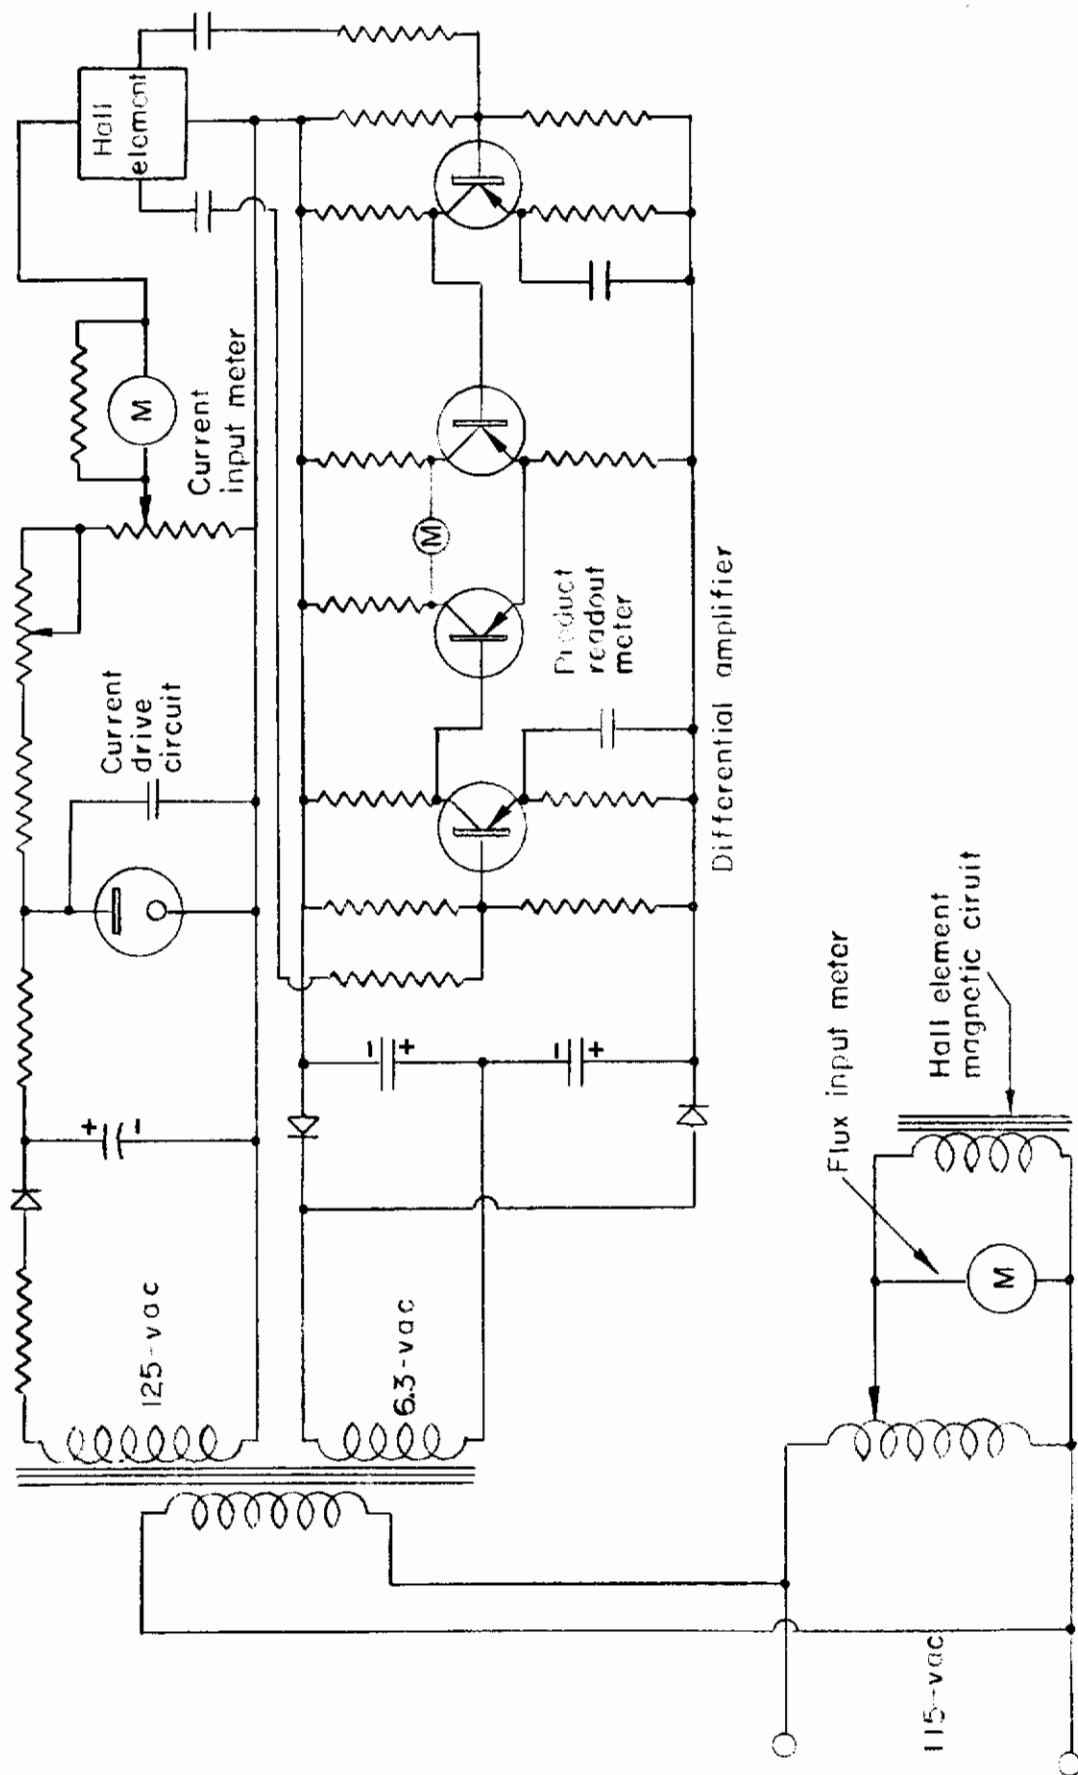 Hall
element
M
Current
input meter
Current
drive
circuit
125-vac
M
Product
readout
meter
Differential amplifier
6.3-vac
+
-
-
+
-
+
Flux input meter
Hall element
magnetic ciruit
M
115-vac